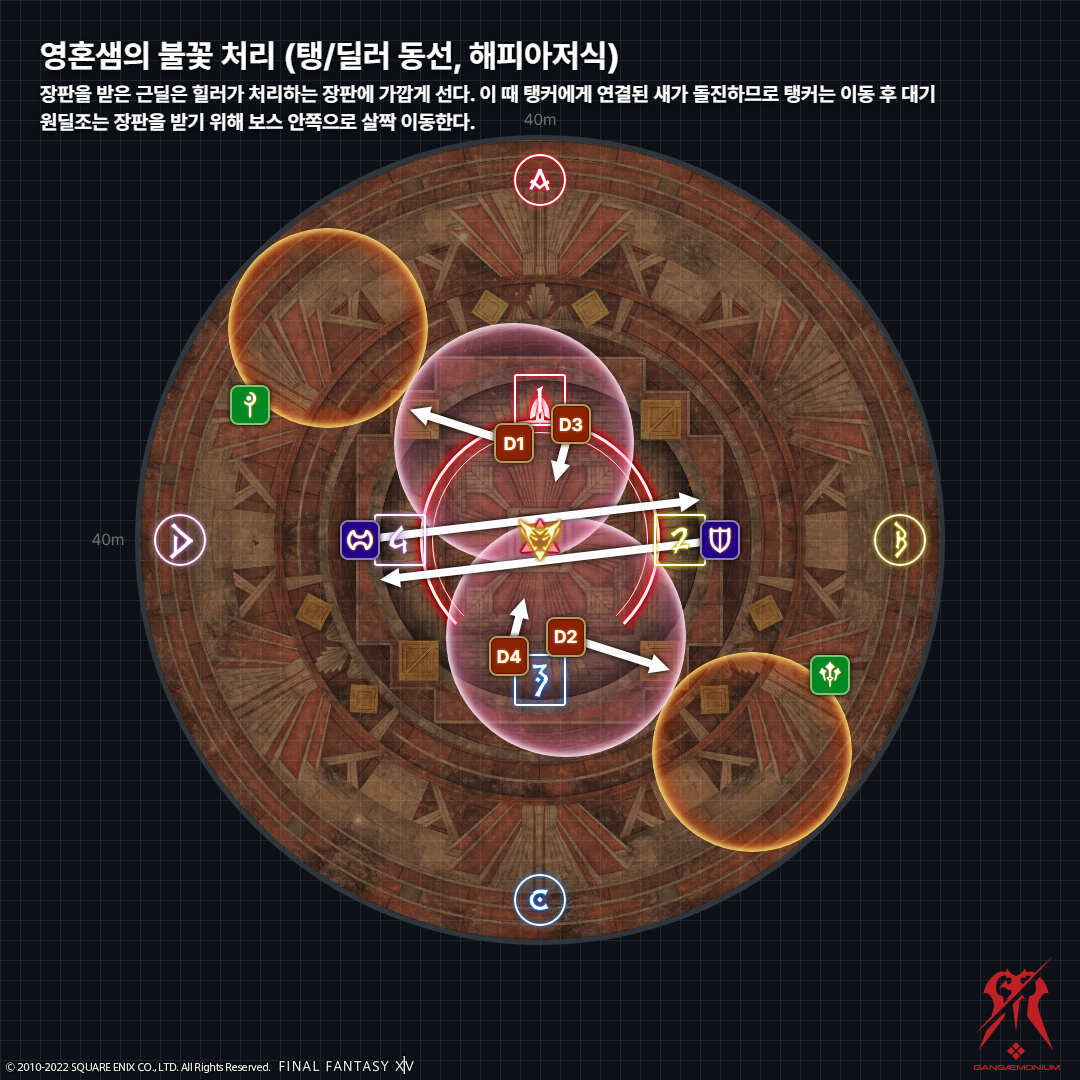 영혼샘의 불꽃 처리 (탱/딜러 동선, 해피아저식)
장판을 받은 근딜은 힐러가 처리하는 장판에 가깝게 선다. 이 때 탱커에게 연결된 새가 돌진하므로 탱커는 이동 후 대기
원딜조는 장판을 받기 위해 보스 안쪽으로 살짝 이동한다.
40m
A
D3
D1
40m
D
4
2
B
D2
D4
3
C
© 2010-2022 SQUARE ENIX CO., LTD. All Rights Reserved. FINAL FANTASY XIV
GANGÆMONIUM